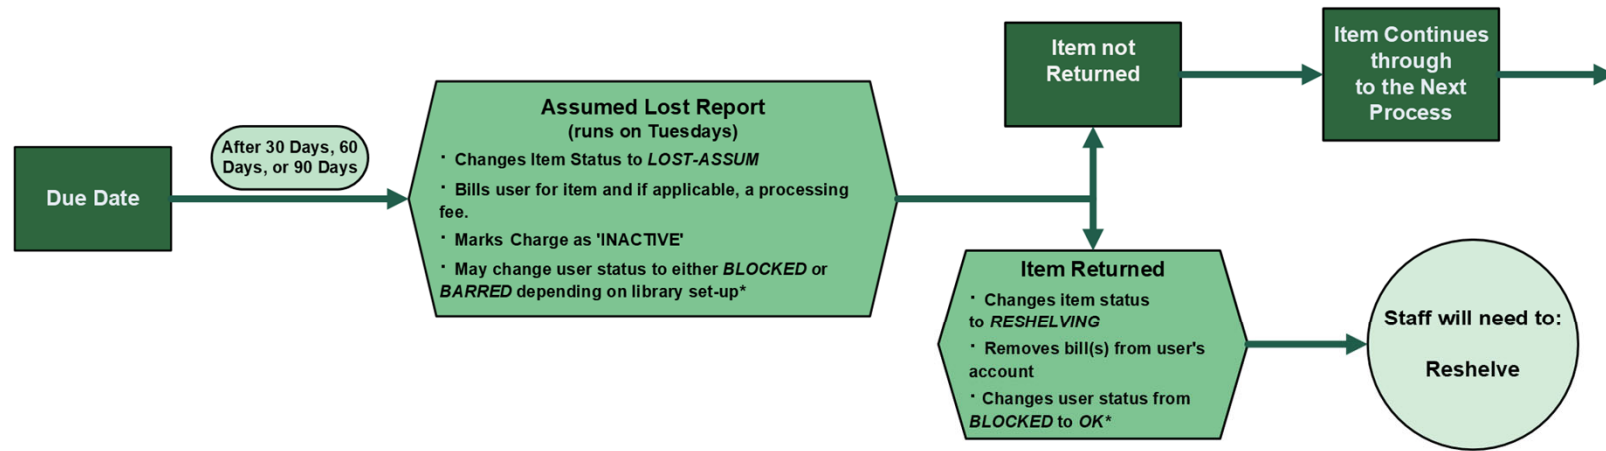 Due Date
After 30 Days, 60
Days, or 90 Days
Assumed Lost Report
(runs on Tuesdays)
· Changes Item Status to LOST-ASSUM
· Bills user for item and if applicable, a processing
fee.
· Marks Charge as 'INACTIVE'
· May change user status to either BLOCKED or
BARRED depending on library set-up*
Item not
Returned
Item Continues
through
to the Next
Process
Item Returned
· Changes item status
to RESHELVING
· Removes bill(s) from user's
account
· Changes user status from
BLOCKED to OK*
Staff will need to:
Reshelve